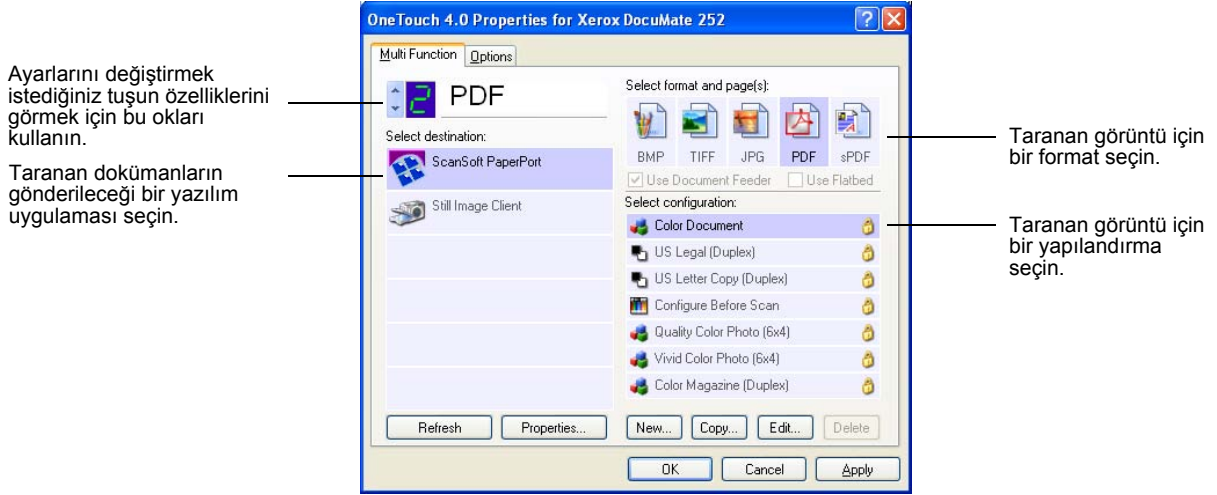 Ayarlarını değiştirmek
istediğiniz tuşun özelliklerini
görmek için bu okları
kullanın.
Taranan dokümanların
gönderileceği bir yazılım
uygulaması seçin.
OneTouch 4.0 Properties for Xerox DocuMate 252
Multi Function
Options
2
PDF
Select destination:
ScanSoft PaperPort
Still Image Client
Refresh
Properties...
Select format and page(s):
BMP TIFF JPG PDF sPDF
Use Document Feeder Use Flatbed
Select configuration:
Color Document
US Legal (Duplex)
US Letter Copy (Duplex)
Configure Before Scan
Quality Color Photo (6x4)
Vivid Color Photo (6x4)
Color Magazine (Duplex)
New... Copy... Edit... Delete
OK Cancel Apply
Taranan görüntü için
bir format seçin.
Taranan görüntü için
bir yapılandırma
seçin.